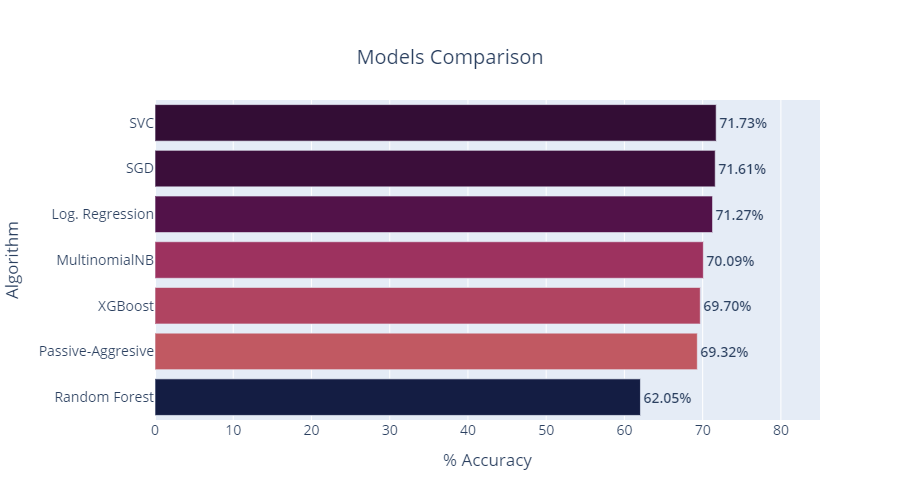 Models Comparison
Algorithm
SVC 71.73%
SGD 71.61%
Log. Regression 71.27%
MultinomialNB 70.09%
XGBoost 69.70%
Passive-Aggresive 69.32%
Random Forest 62.05%
0 10 20 30 40 50 60 70 80
% Accuracy